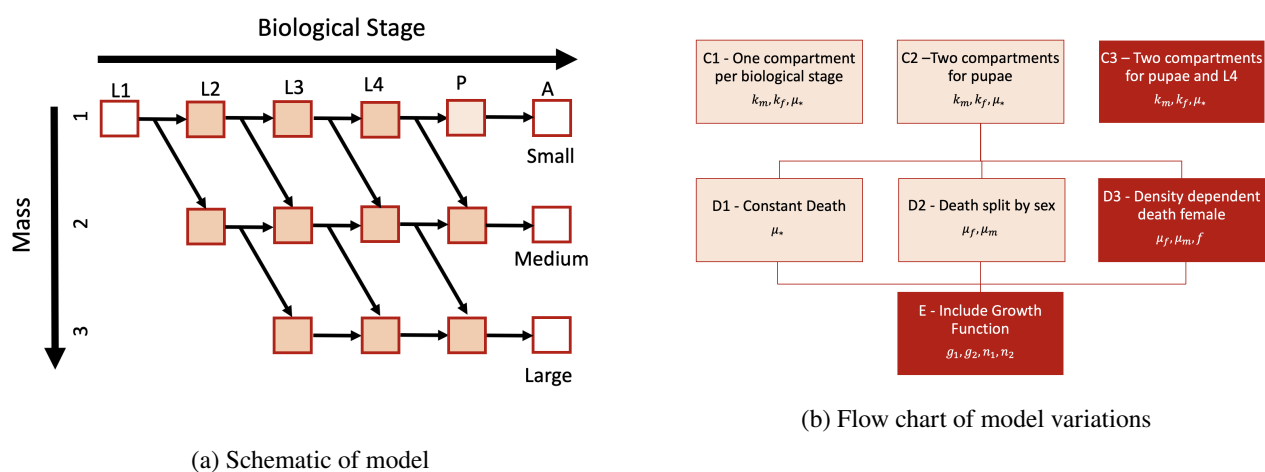 Biological Stage
L1 L2 L3 L4 P A
1
Small
Mass
2
Medium
3
Large
(a) Schematic of model
C1 - One compartment
per biological stage
k_m, k_f, μ_*
C2 –Two compartments
for pupae
k_m, k_f, μ_*
C3 – Two compartments
for pupae and L4
k_m, k_f, μ_*
D1 - Constant Death
μ_*
D2 - Death split by sex
μ_f, μ_m
D3 - Density dependent
death female
μ_f, μ_m, f
E - Include Growth
Function
g_1, g_2, n_1, n_2
(b) Flow chart of model variations